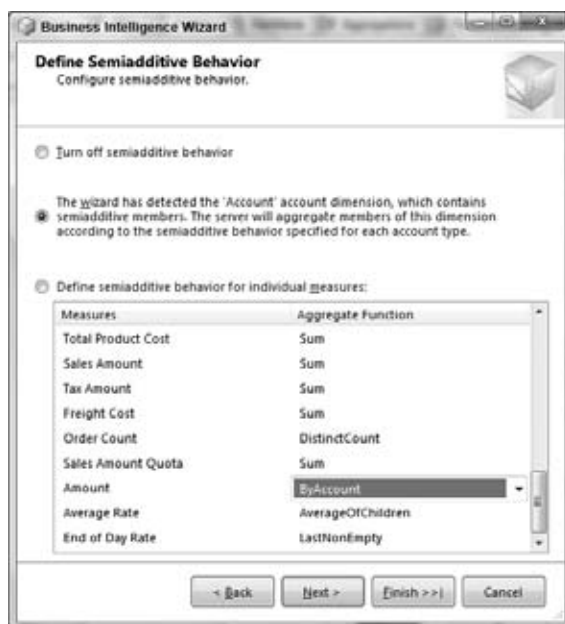 Business Intelligence Wizard
Define Semiadditive Behavior
Configure semiadditive behavior.
Turn off semiadditive behavior
The wizard has detected the 'Account' account dimension, which contains
semiadditive members. The server will aggregate members of this dimension
according to the semiadditive behavior specified for each account type.
Define semiadditive behavior for individual measures:
Measures Aggregate Function
Total Product Cost Sum
Sales Amount Sum
Tax Amount Sum
Freight Cost Sum
Order Count DistinctCount
Sales Amount Quota Sum
Amount ByAccount
Average Rate AverageOfChildren
End of Day Rate LastNonEmpty
< Back Next > Finish >>| Cancel